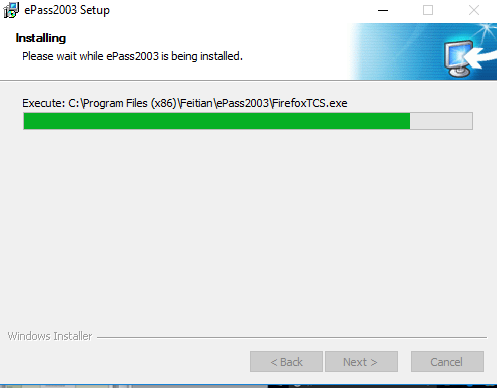 ePass2003 Setup
Installing
Please wait while ePass2003 is being installed.
Execute: C:\Program Files (x86)\Feitian\ePass2003\FirefoxTCS.exe
Windows Installer
< Back
Next >
Cancel